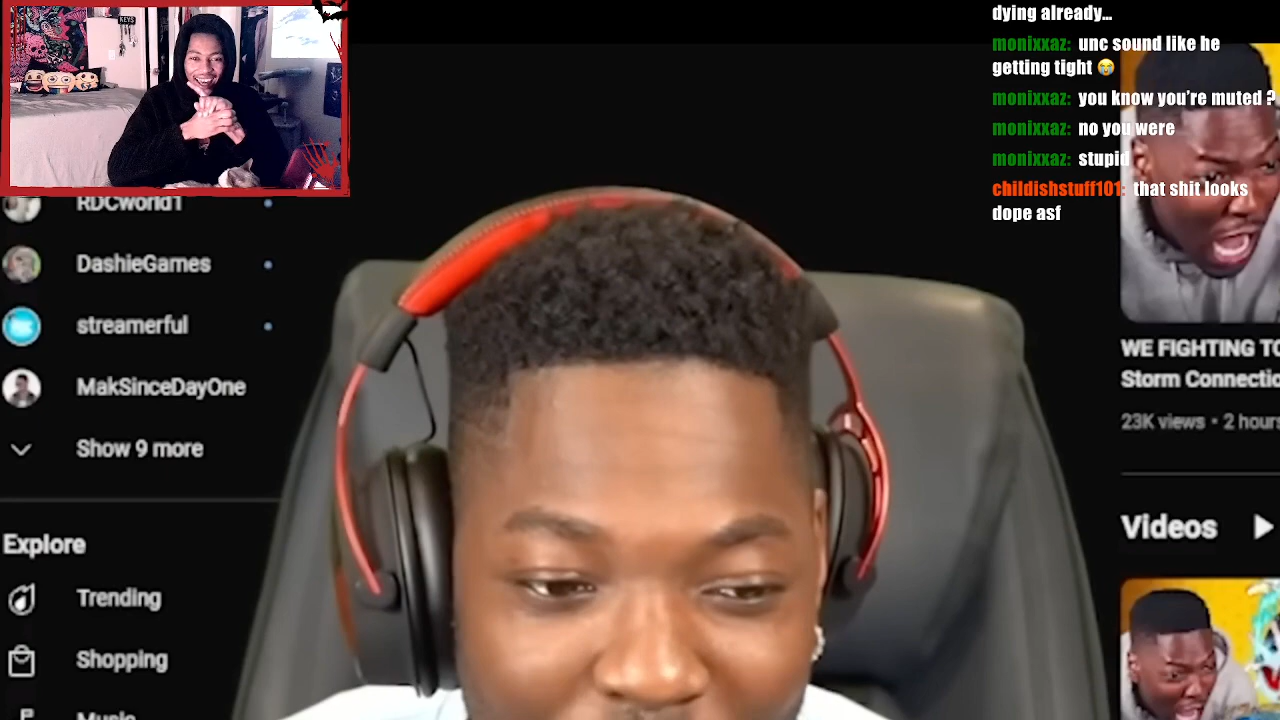 KEYS
dying already...
monixxaz: unc sound like he
getting tight 😭
monixxaz: you know you’re muted ?
monixxaz: no you were
monixxaz: stupid
childishstuff101: that shit looks
dope asf
RDCworld1
DashieGames
streamerful
MakSinceDayOne
Show 9 more
Explore
Trending
Shopping
Music
WE FIGHTING TO
Storm Connectio
23K views • 2 hours
Videos